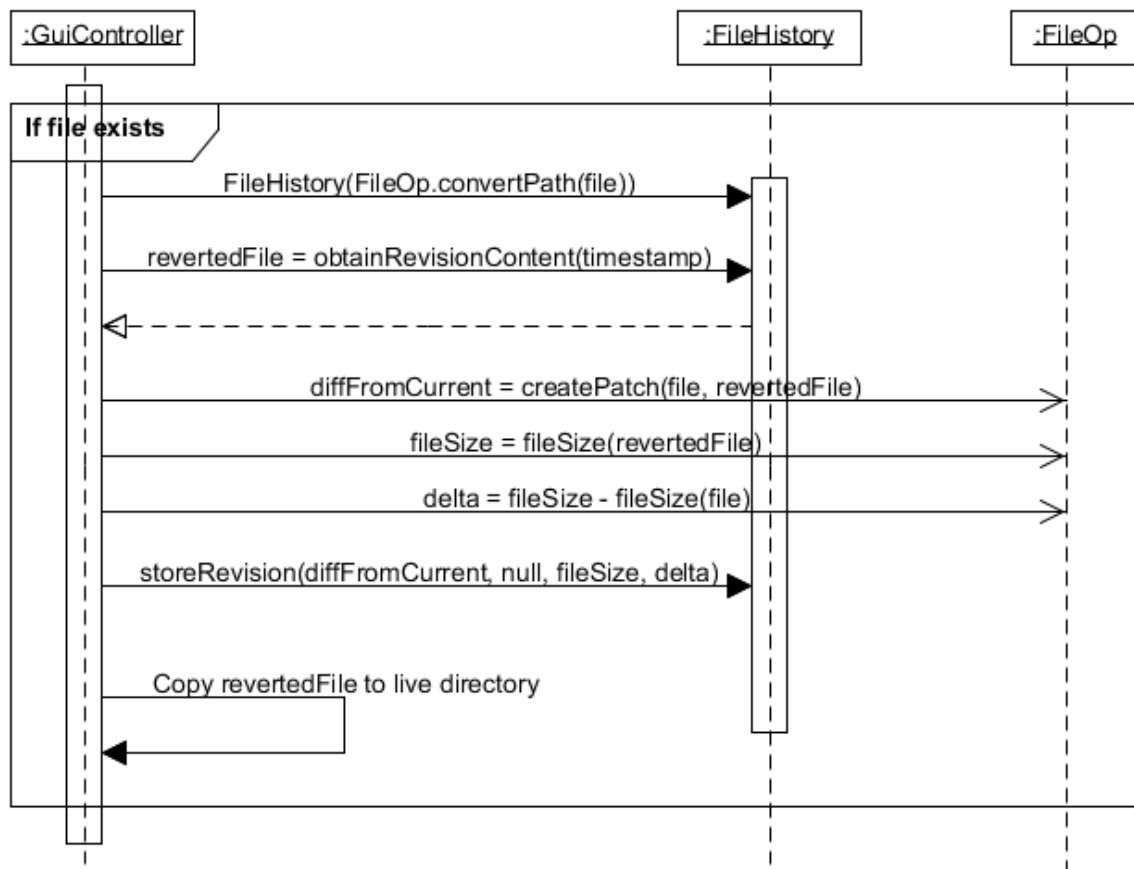 :GuiController
:FileHistory
:FileOp
If file exists
FileHistory(FileOp.convertPath(file))
revertedFile = obtainRevisionContent(timestamp)
diffFromCurrent = createPatch(file, revertedFile)
fileSize = fileSize(revertedFile)
delta = fileSize - fileSize(file)
storeRevision(diffFromCurrent, null, fileSize, delta)
Copy revertedFile to live directory